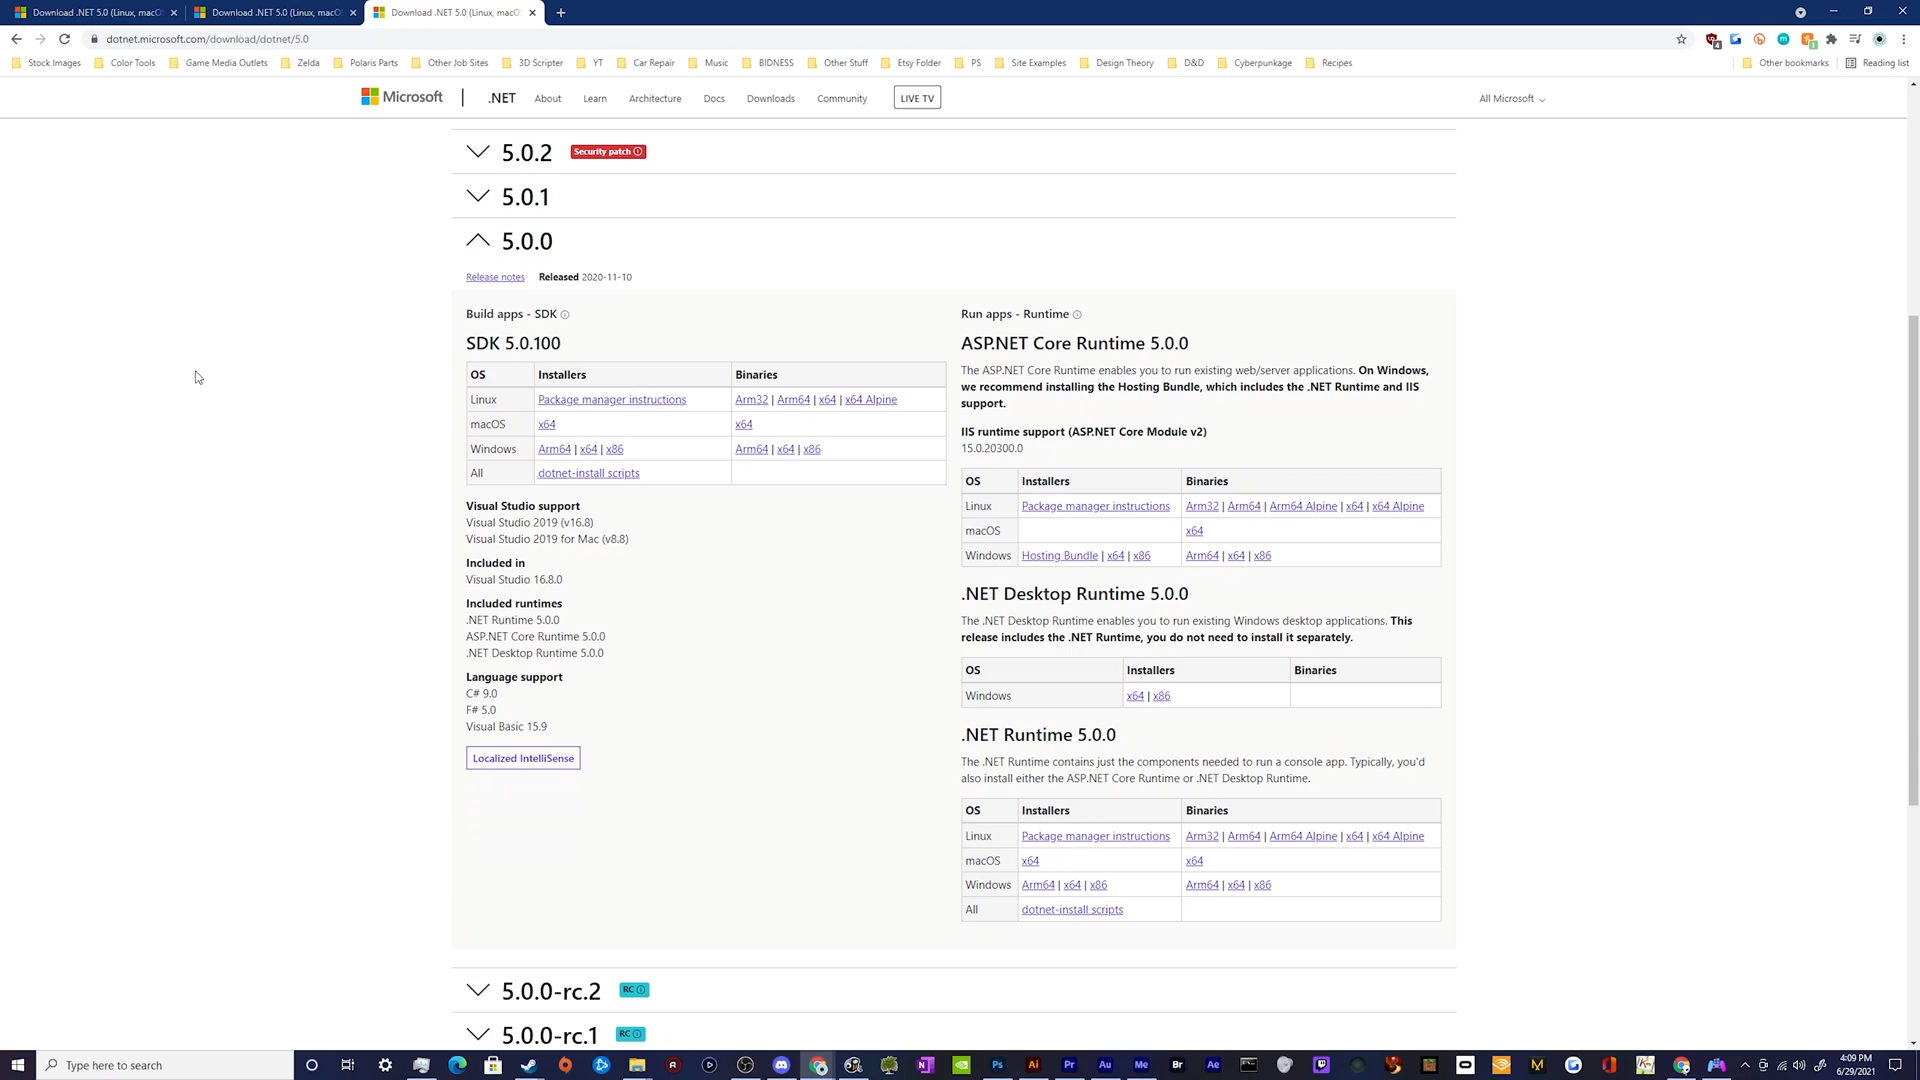 Download .NET 5.0 (Linux, macO
Download .NET 5.0 (Linux, macO
Download .NET 5.0 (Linux, macO
dotnet.microsoft.com/download/dotnet/5.0
Stock Images
Color Tools
Game Media Outlets
Zelda
Polaris Parts
Other Job Sites
3D Scripter
YT
Car Repair
Music
BIDNESS
Other Stuff
Etsy Folder
PS
Site Examples
Design Theory
D&D
Cyberpunkage
Recipes
Other bookmarks
Reading list
Microsoft
.NET
About
Learn
Architecture
Docs
Downloads
Community
LIVE TV
All Microsoft
5.0.2 Security patch
5.0.1
5.0.0
Release notes Released 2020-11-10
Build apps - SDK
SDK 5.0.100
OS Installers Binaries
Linux Package manager instructions Arm32 | Arm64 | x64 | x64 Alpine
macOS x64 x64
Windows Arm64 | x64 | x86 Arm64 | x64 | x86
All dotnet-install scripts
Visual Studio support
Visual Studio 2019 (v16.8)
Visual Studio 2019 for Mac (v8.8)
Included in
Visual Studio 16.8.0
Included runtimes
.NET Runtime 5.0.0
ASP.NET Core Runtime 5.0.0
.NET Desktop Runtime 5.0.0
Language support
C# 9.0
F# 5.0
Visual Basic 15.9
Localized IntelliSense
Run apps - Runtime
ASP.NET Core Runtime 5.0.0
The ASP.NET Core Runtime enables you to run existing web/server applications. On Windows,
we recommend installing the Hosting Bundle, which includes the .NET Runtime and IIS
support.
IIS runtime support (ASP.NET Core Module v2)
15.0.20300.0
OS Installers Binaries
Linux Package manager instructions Arm32 | Arm64 | Arm64 Alpine | x64 | x64 Alpine
macOS x64
Windows Hosting Bundle | x64 | x86 Arm64 | x64 | x86
.NET Desktop Runtime 5.0.0
The .NET Desktop Runtime enables you to run existing Windows desktop applications. This
release includes the .NET Runtime, you do not need to install it separately.
OS Installers Binaries
Windows x64 | x86
.NET Runtime 5.0.0
The .NET Runtime contains just the components needed to run a console app. Typically, you'd
also install either the ASP.NET Core Runtime or .NET Desktop Runtime.
OS Installers Binaries
Linux Package manager instructions Arm32 | Arm64 | Arm64 Alpine | x64 | x64 Alpine
macOS x64 x64
Windows Arm64 | x64 | x86 Arm64 | x64 | x86
All dotnet-install scripts
5.0.0-rc.2 RC
5.0.0-rc.1 RC
Type here to search
Ps
Ai
Pr
Au
Me
Br
Ae
4:09 PM
6/29/2021